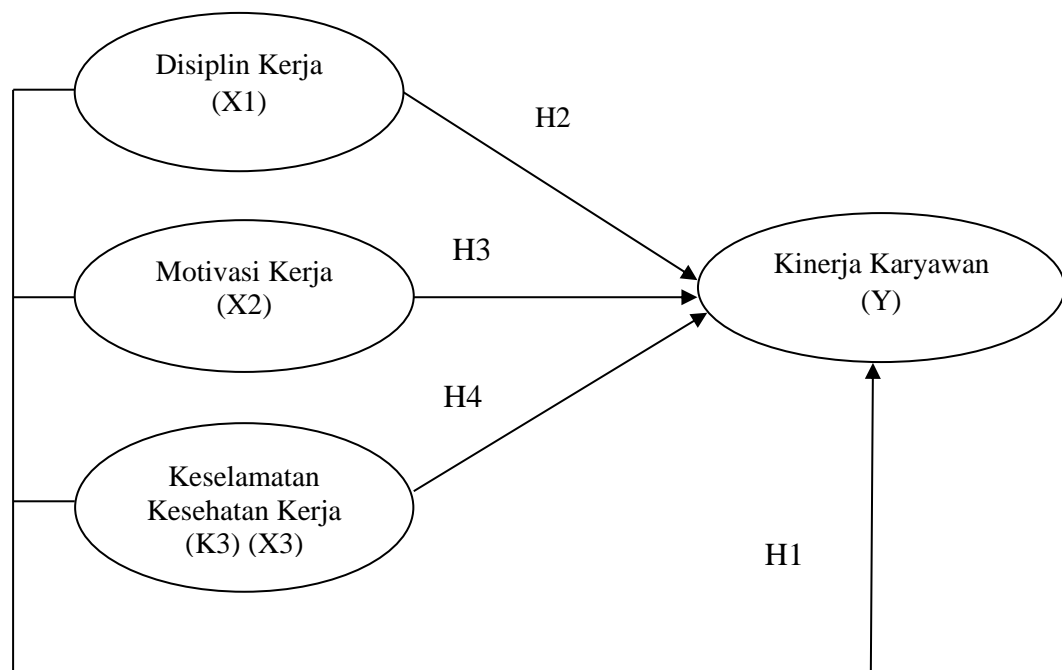 Disiplin Kerja
(X1)
H2
Motivasi Kerja
(X2)
H3
Kinerja Karyawan
(Y)
H4
Keselamatan
Kesehatan Kerja
(K3) (X3)
H1